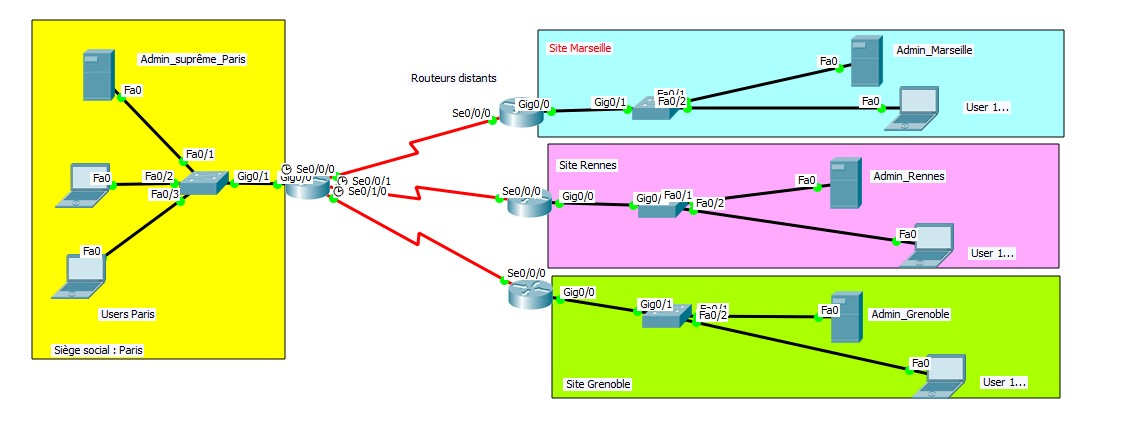 Admin_suprême_Paris
Fa0
Fa0/1
Fa0
Fa0/2
Fa0/3
Gig0/1
Gig0/0
Se0/0/0
Se0/0/1
Se0/1/0
Fa0
Users Paris
Siège social : Paris
Routeurs distants
Se0/0/0
Site Marseille
Gig0/0
Gig0/1
Fa0/1
Fa0/2
Fa0
Admin_Marseille
Fa0
User 1...
Site Rennes
Se0/0/0
Gig0/0
Gig0/
Fa0/1
Fa0/2
Fa0
Admin_Rennes
Fa0
User 1...
Se0/0/0
Gig0/0
Gig0/1
Fa0/1
Fa0/2
Fa0
Admin_Grenoble
Fa0
User 1...
Site Grenoble